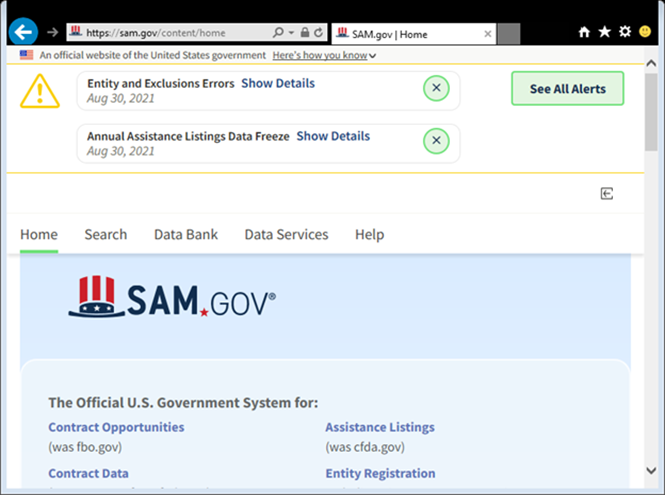 https://sam.gov/content/home
SAM.gov | Home
An official website of the United States government Here's how you know
Entity and Exclusions Errors Show Details
Aug 30, 2021
See All Alerts
Annual Assistance Listings Data Freeze Show Details
Aug 30, 2021
Home Search Data Bank Data Services Help
SAM.GOV®
The Official U.S. Government System for:
Contract Opportunities Assistance Listings
(was fbo.gov) (was cfda.gov)
Contract Data Entity Registration